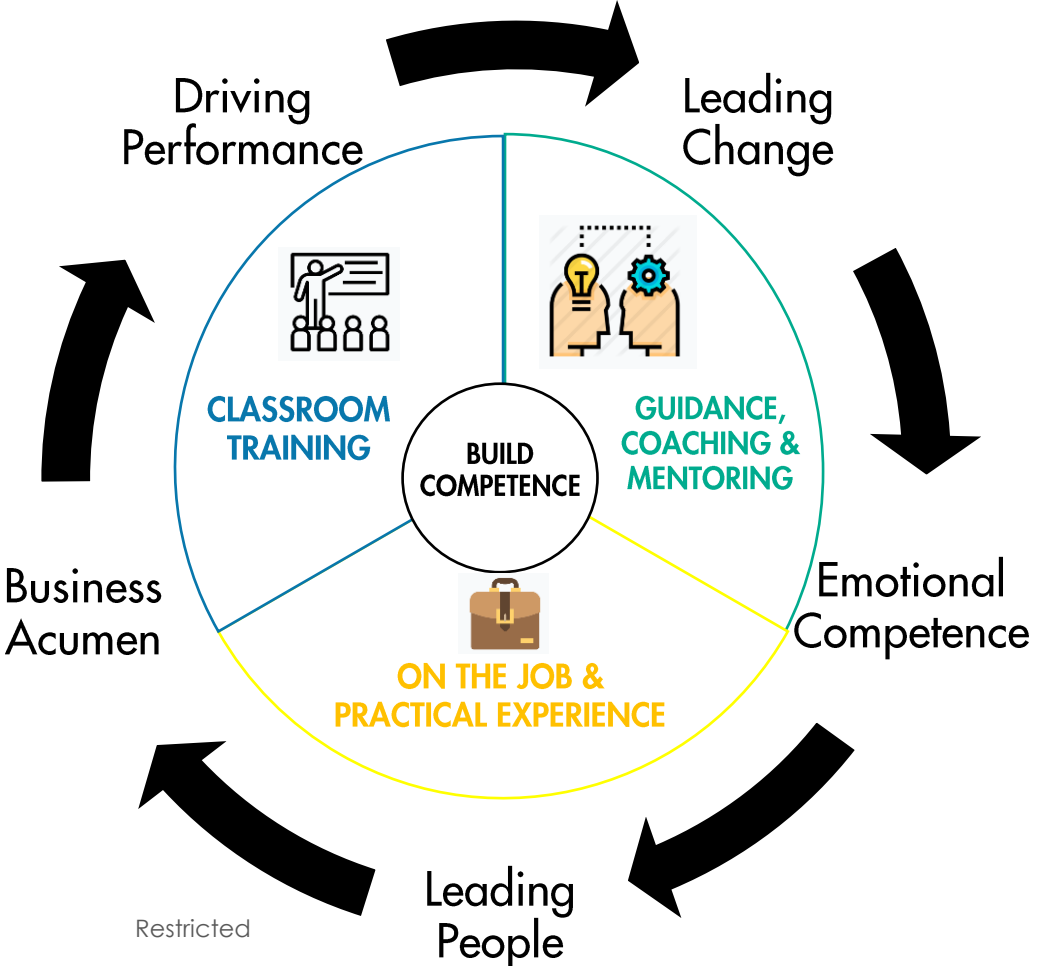 Driving
Performance
Leading
Change
CLASSROOM
TRAINING
GUIDANCE,
COACHING &
MENTORING
BUILD
COMPETENCE
Business
Acumen
Emotional
Competence
ON THE JOB &
PRACTICAL EXPERIENCE
Leading
People
Restricted